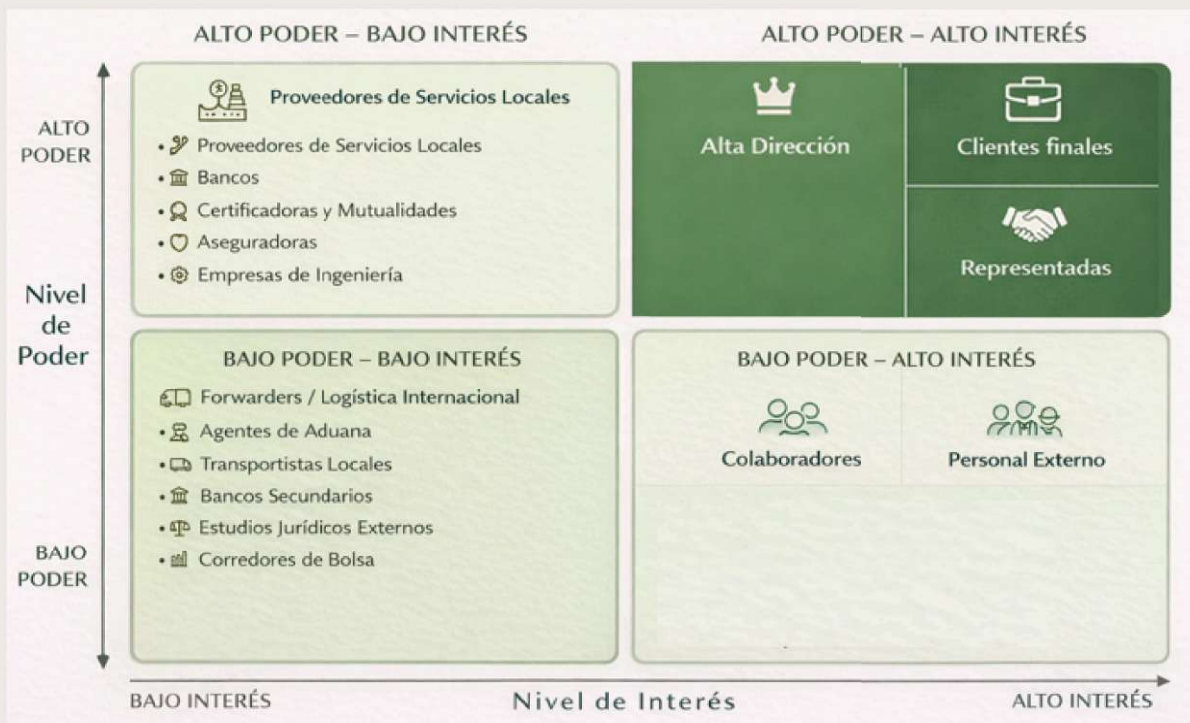 ALTO PODER – BAJO INTERÉS
ALTO PODER – ALTO INTERÉS
ALTO
PODER
Nivel
de
Poder
BAJO
PODER
Proveedores de Servicios Locales
• Proveedores de Servicios Locales
• Bancos
• Certificadoras y Mutualidades
• Aseguradoras
• Empresas de Ingeniería
Alta Dirección
Clientes finales
Representadas
BAJO PODER – BAJO INTERÉS
Forwarders / Logística Internacional
• Agentes de Aduana
• Transportistas Locales
• Bancos Secundarios
• Estudios Jurídicos Externos
• Corredores de Bolsa
BAJO PODER – ALTO INTERÉS
Colaboradores
Personal Externo
BAJO INTERÉS
Nivel de Interés
ALTO INTERÉS